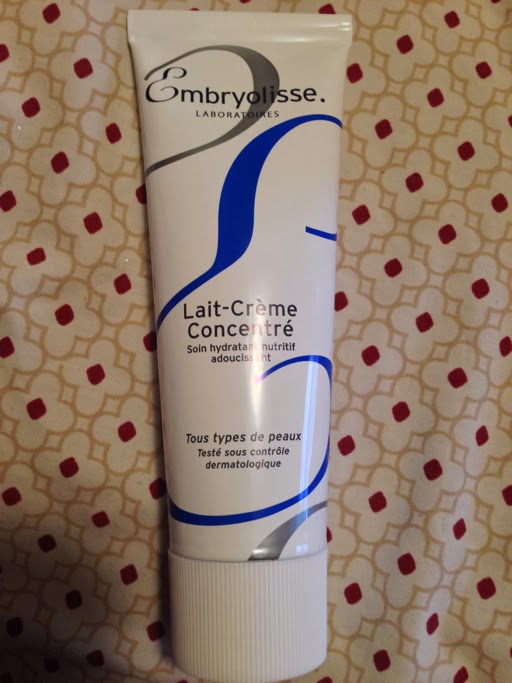 Embryolisse.
LABORATOIRES
Lait-Crème
Concentré
Soin hydratant nutritif
adoucissant
Tous types de peaux
Testé sous contrôle
dermatologique